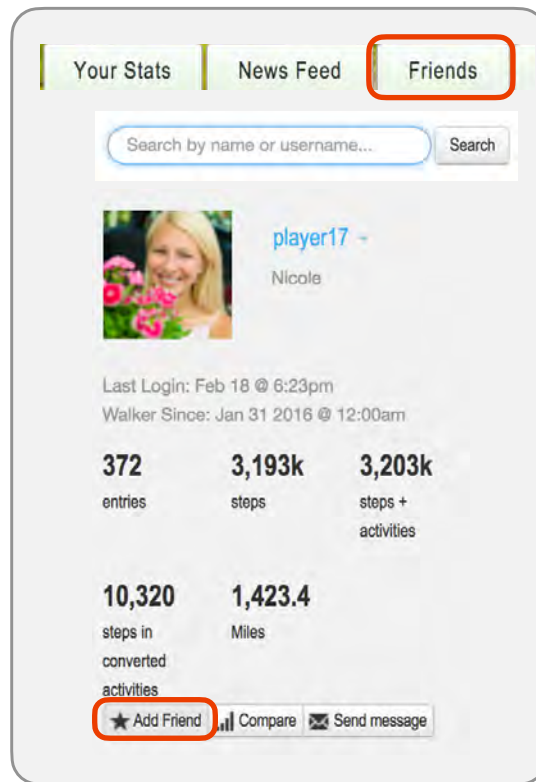 Your Stats News Feed Friends
Search by name or username... Search
player17
Nicole
Last Login: Feb 18 @ 6:23pm
Walker Since: Jan 31 2016 @ 12:00am
372 3,193k 3,203k
entries steps steps +
activities
10,320 1,423.4
steps in Miles
converted
activities
Add Friend Compare Send message